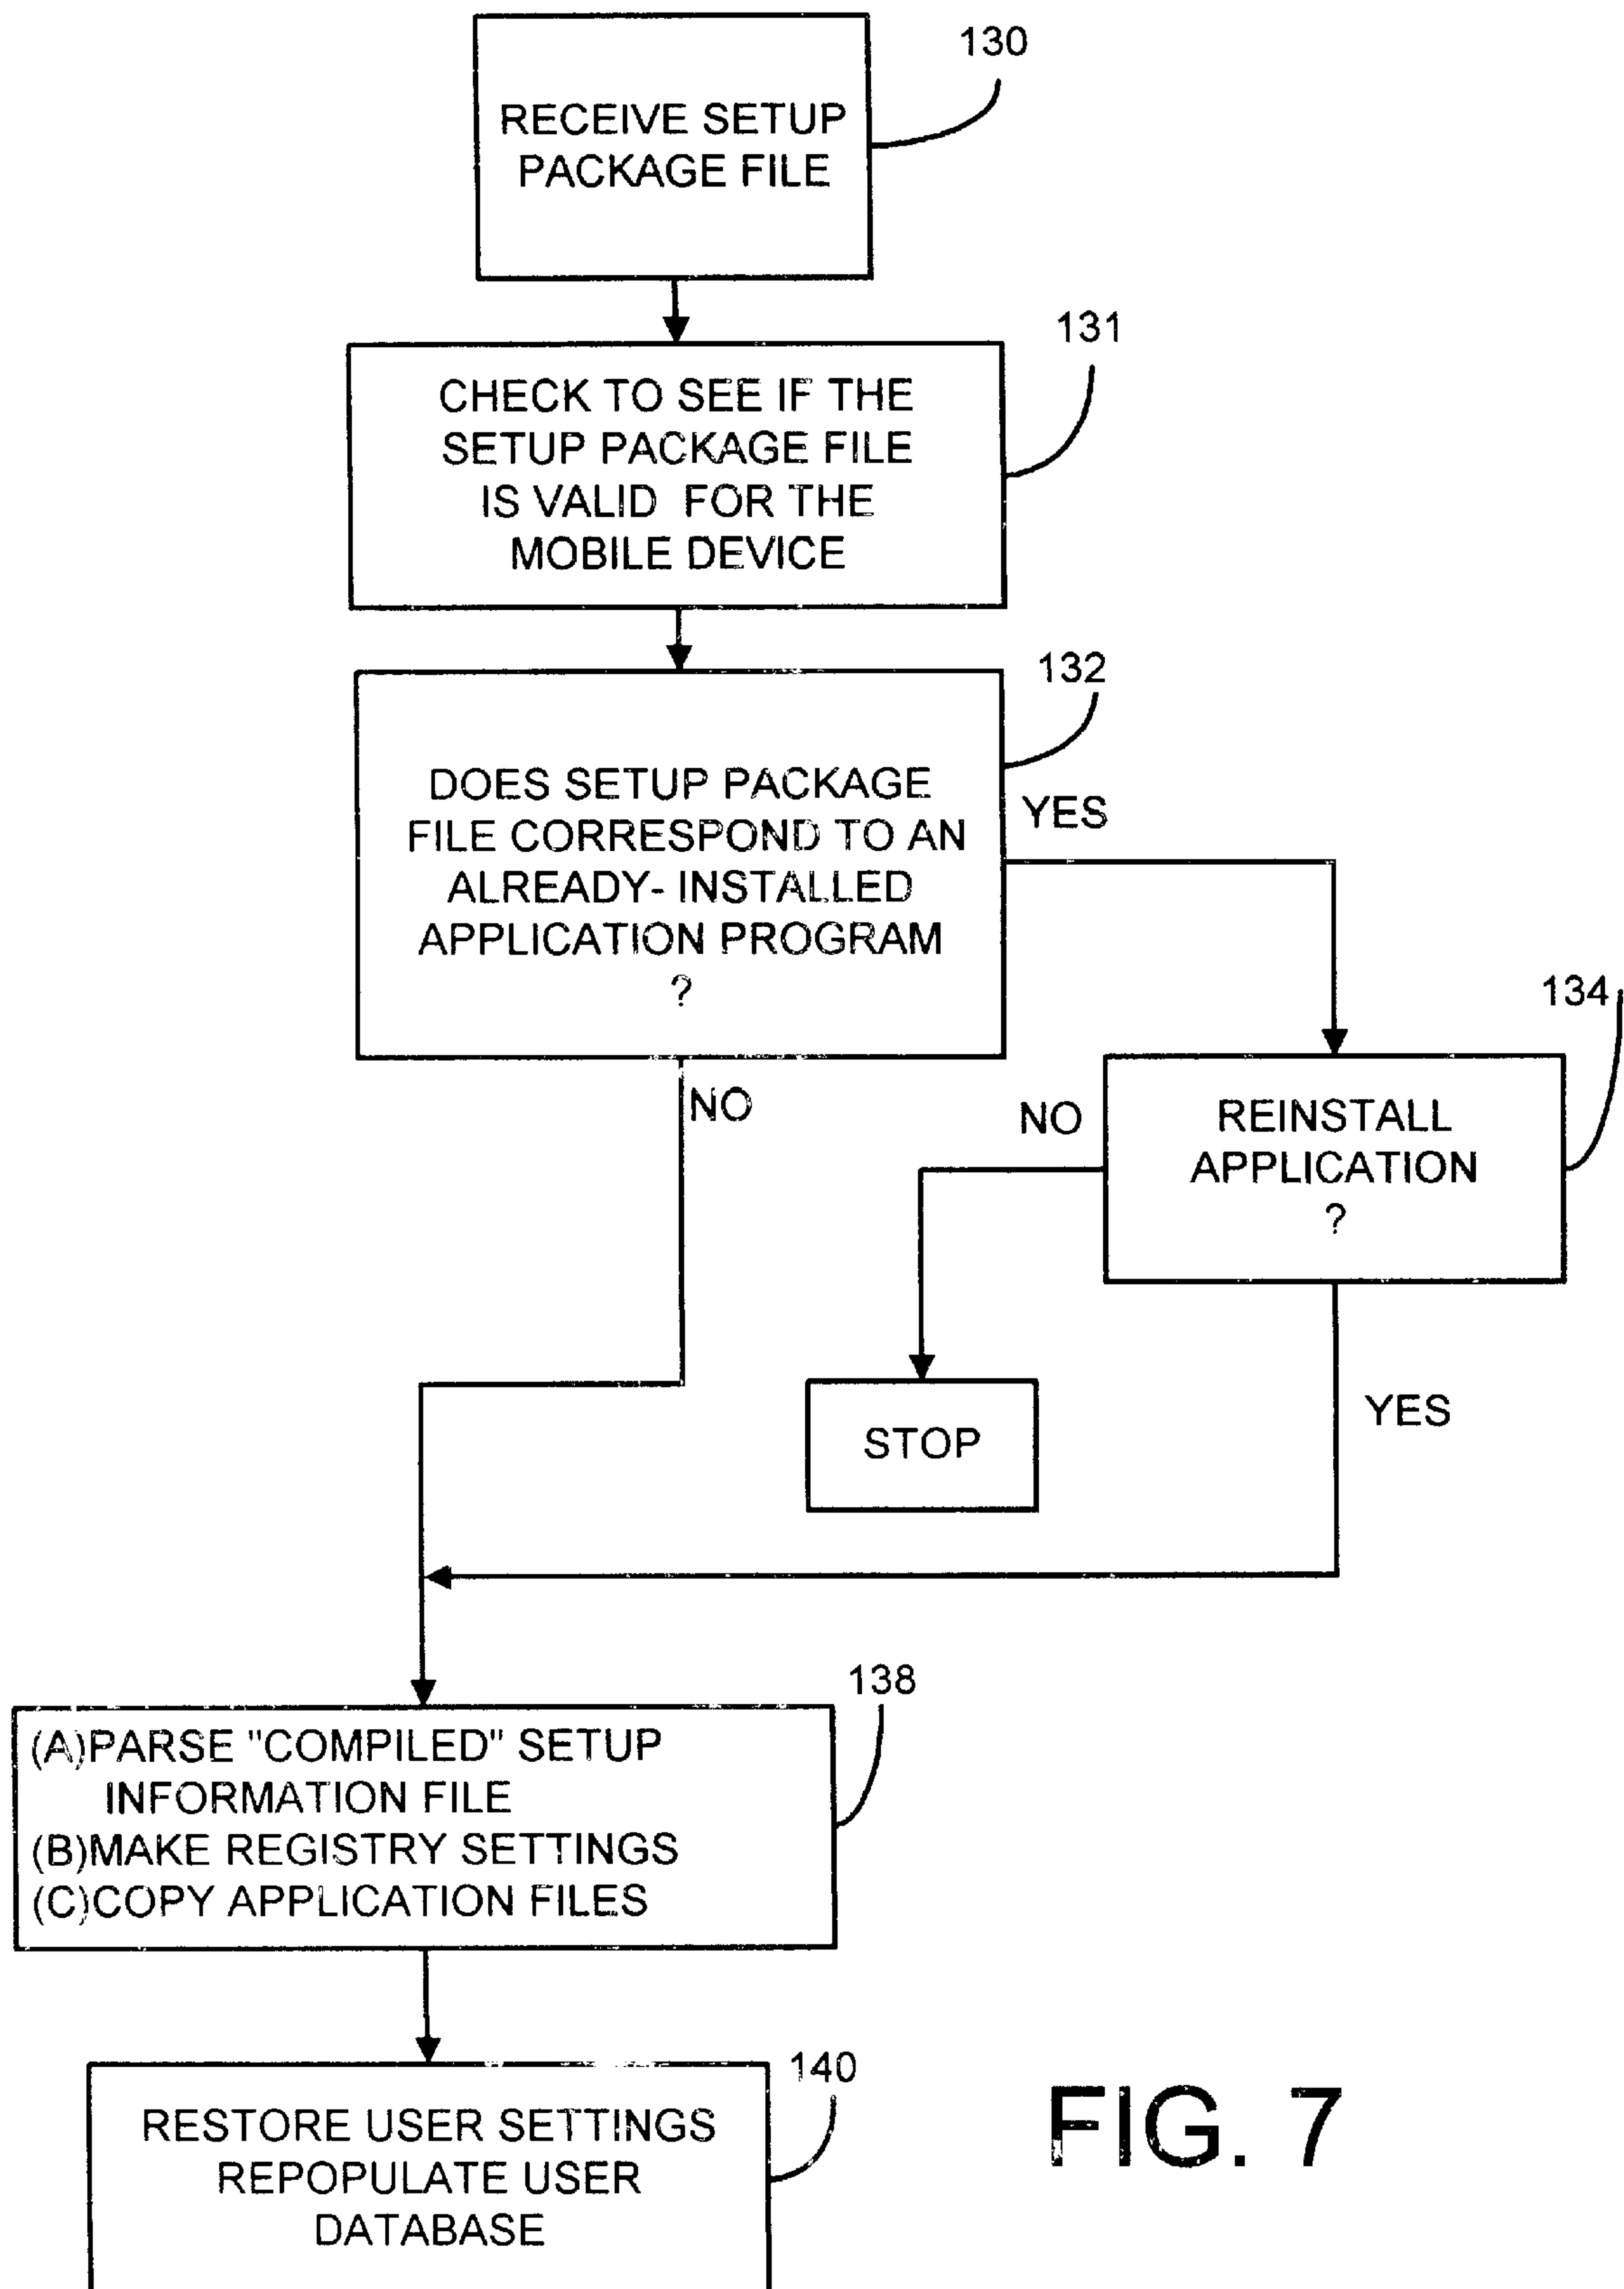 130
RECEIVE SETUP
PACKAGE FILE
131
CHECK TO SEE IF THE
SETUP PACKAGE FILE
IS VALID FOR THE
MOBILE DEVICE
132
DOES SETUP PACKAGE
FILE CORRESPOND TO AN
ALREADY- INSTALLED
APPLICATION PROGRAM
?
YES
NO
134
REINSTALL
APPLICATION
?
NO
STOP
YES
138
(A)PARSE "COMPILED" SETUP
INFORMATION FILE
(B)MAKE REGISTRY SETTINGS
(C)COPY APPLICATION FILES
140
RESTORE USER SETTINGS
REPOPULATE USER
DATABASE
FIG. 7